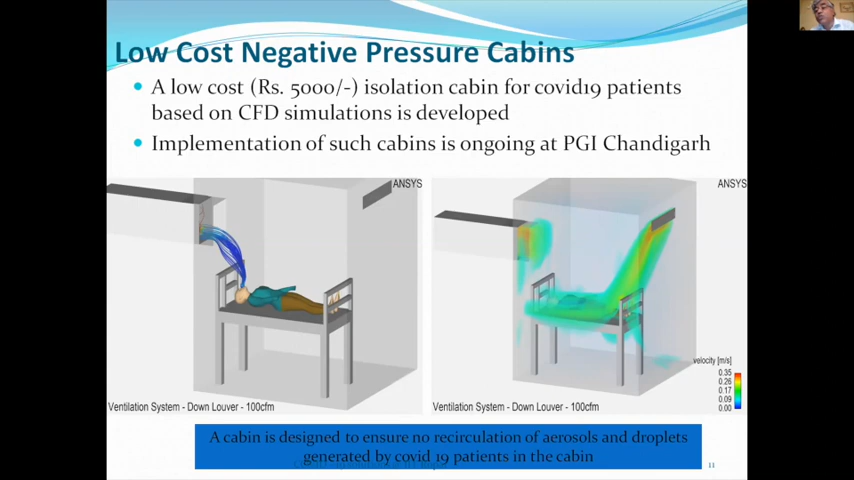 Low Cost Negative Pressure Cabins
A low cost (Rs. 5000/-) isolation cabin for covid19 patients
based on CFD simulations is developed
Implementation of such cabins is ongoing at PGI Chandigarh
ANSYS
ANSYS
velocity [m/s]
0.35
0.26
0.17
0.09
0.00
Ventilation System - Down Louver - 100cfm
Ventilation System - Down Louver - 100cfm
A cabin is designed to ensure no recirculation of aerosols and droplets
generated by covid 19 patients in the cabin
11